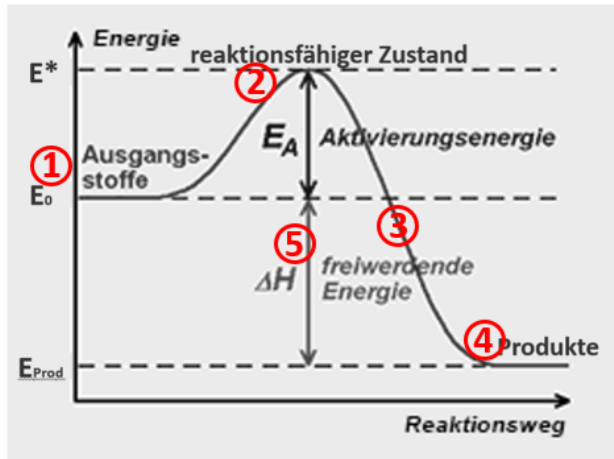 Energie
reaktionsfähiger Zustand
E*
②
E_A Aktivierungsenergie
① Ausgangs-
stoffe
E₀
③
⑤
ΔH freiwerdende
Energie
④
Produkte
E_Prod
Reaktionsweg